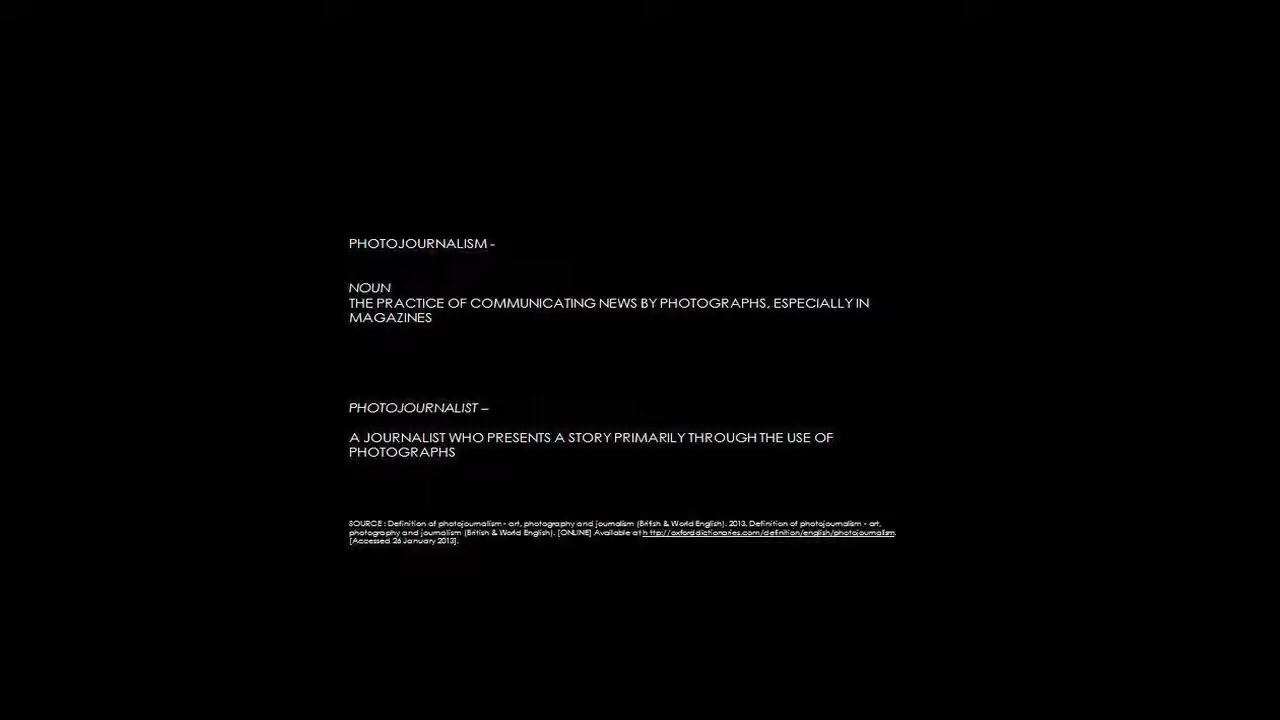 PHOTOJOURNALISM -
NOUN
THE PRACTICE OF COMMUNICATING NEWS BY PHOTOGRAPHS, ESPECIALLY IN
MAGAZINES
PHOTOJOURNALIST –
A JOURNALIST WHO PRESENTS A STORY PRIMARILY THROUGH THE USE OF
PHOTOGRAPHS
SOURCE : Definition of photojournalism - art, photography and journalism (British & World English). 2013. Definition of photojournalism - art,
photography and journalism (British & World English). [ONLINE] Available at h ttp://oxforddictionaries.com/definition/english/photojournalism.
[Accessed 26 January 2013].